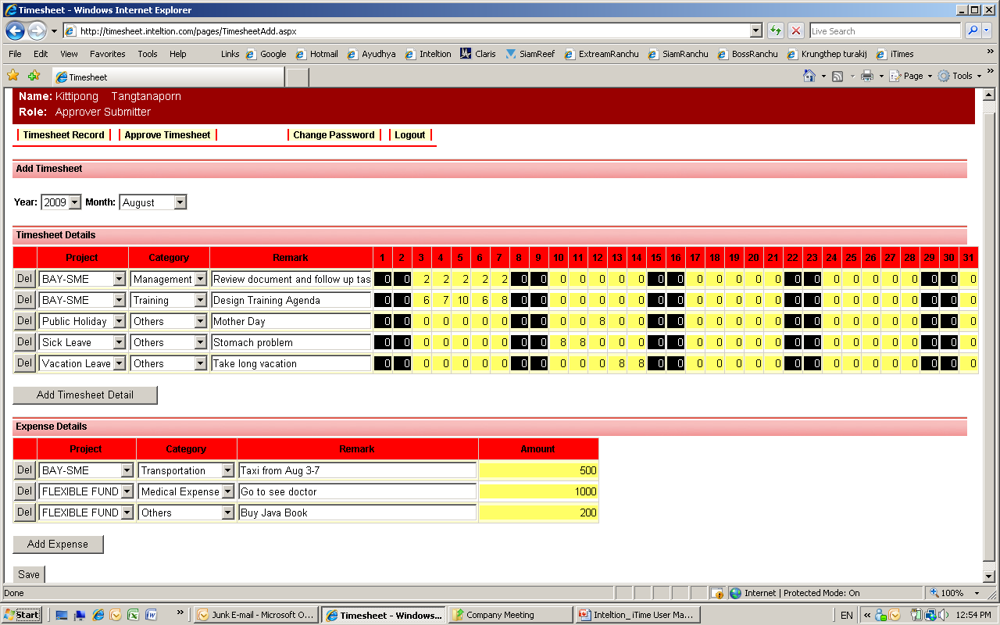 Timesheet - Windows Internet Explorer
http://timesheet.inteltion.com/pages/TimesheetAdd.aspx Live Search
File Edit View Favorites Tools Help Links Google Hotmail Ayudhya Inteltion Claris SiamReef ExtreamRanchu SiamRanchu BossRanchu Krungthep turakij iTimes »
Timesheet Page Tools »
Name: Kittipong Tangtanaporn
Role: Approver Submitter
Timesheet Record Approve Timesheet Change Password Logout
Add Timesheet
Year: 2009 Month: August
Timesheet Details
Project Category Remark 1 2 3 4 5 6 7 8 9 10 11 12 13 14 15 16 17 18 19 20 21 22 23 24 25 26 27 28 29 30 31
Del BAY-SME Management Review document and follow up tas 0 0 2 2 2 2 2 0 0 0 0 0 0 0 0 0 0 0 0 0 0 0 0 0 0 0 0 0 0 0 0
Del BAY-SME Training Design Training Agenda 0 0 6 7 10 6 8 0 0 0 0 0 0 0 0 0 0 0 0 0 0 0 0 0 0 0 0 0 0 0 0
Del Public Holiday Others Mother Day 0 0 0 0 0 0 0 0 0 0 0 8 0 0 0 0 0 0 0 0 0 0 0 0 0 0 0 0 0 0 0
Del Sick Leave Others Stomach problem 0 0 0 0 0 0 0 0 0 8 8 0 0 0 0 0 0 0 0 0 0 0 0 0 0 0 0 0 0 0 0
Del Vacation Leave Others Take long vacation 0 0 0 0 0 0 0 0 0 0 0 0 8 8 0 0 0 0 0 0 0 0 0 0 0 0 0 0 0 0 0
Add Timesheet Detail
Expense Details
Project Category Remark Amount
Del BAY-SME Transportation Taxi from Aug 3-7 500
Del FLEXIBLE FUND Medical Expense Go to see doctor 1000
Del FLEXIBLE FUND Others Buy Java Book 200
Add Expense
Save
Done Internet | Protected Mode: On 100%
Start » Junk E-mail - Microsoft O... Timesheet - Windows... Company Meeting Inteltion_ iTime User Ma... EN « 12:54 PM